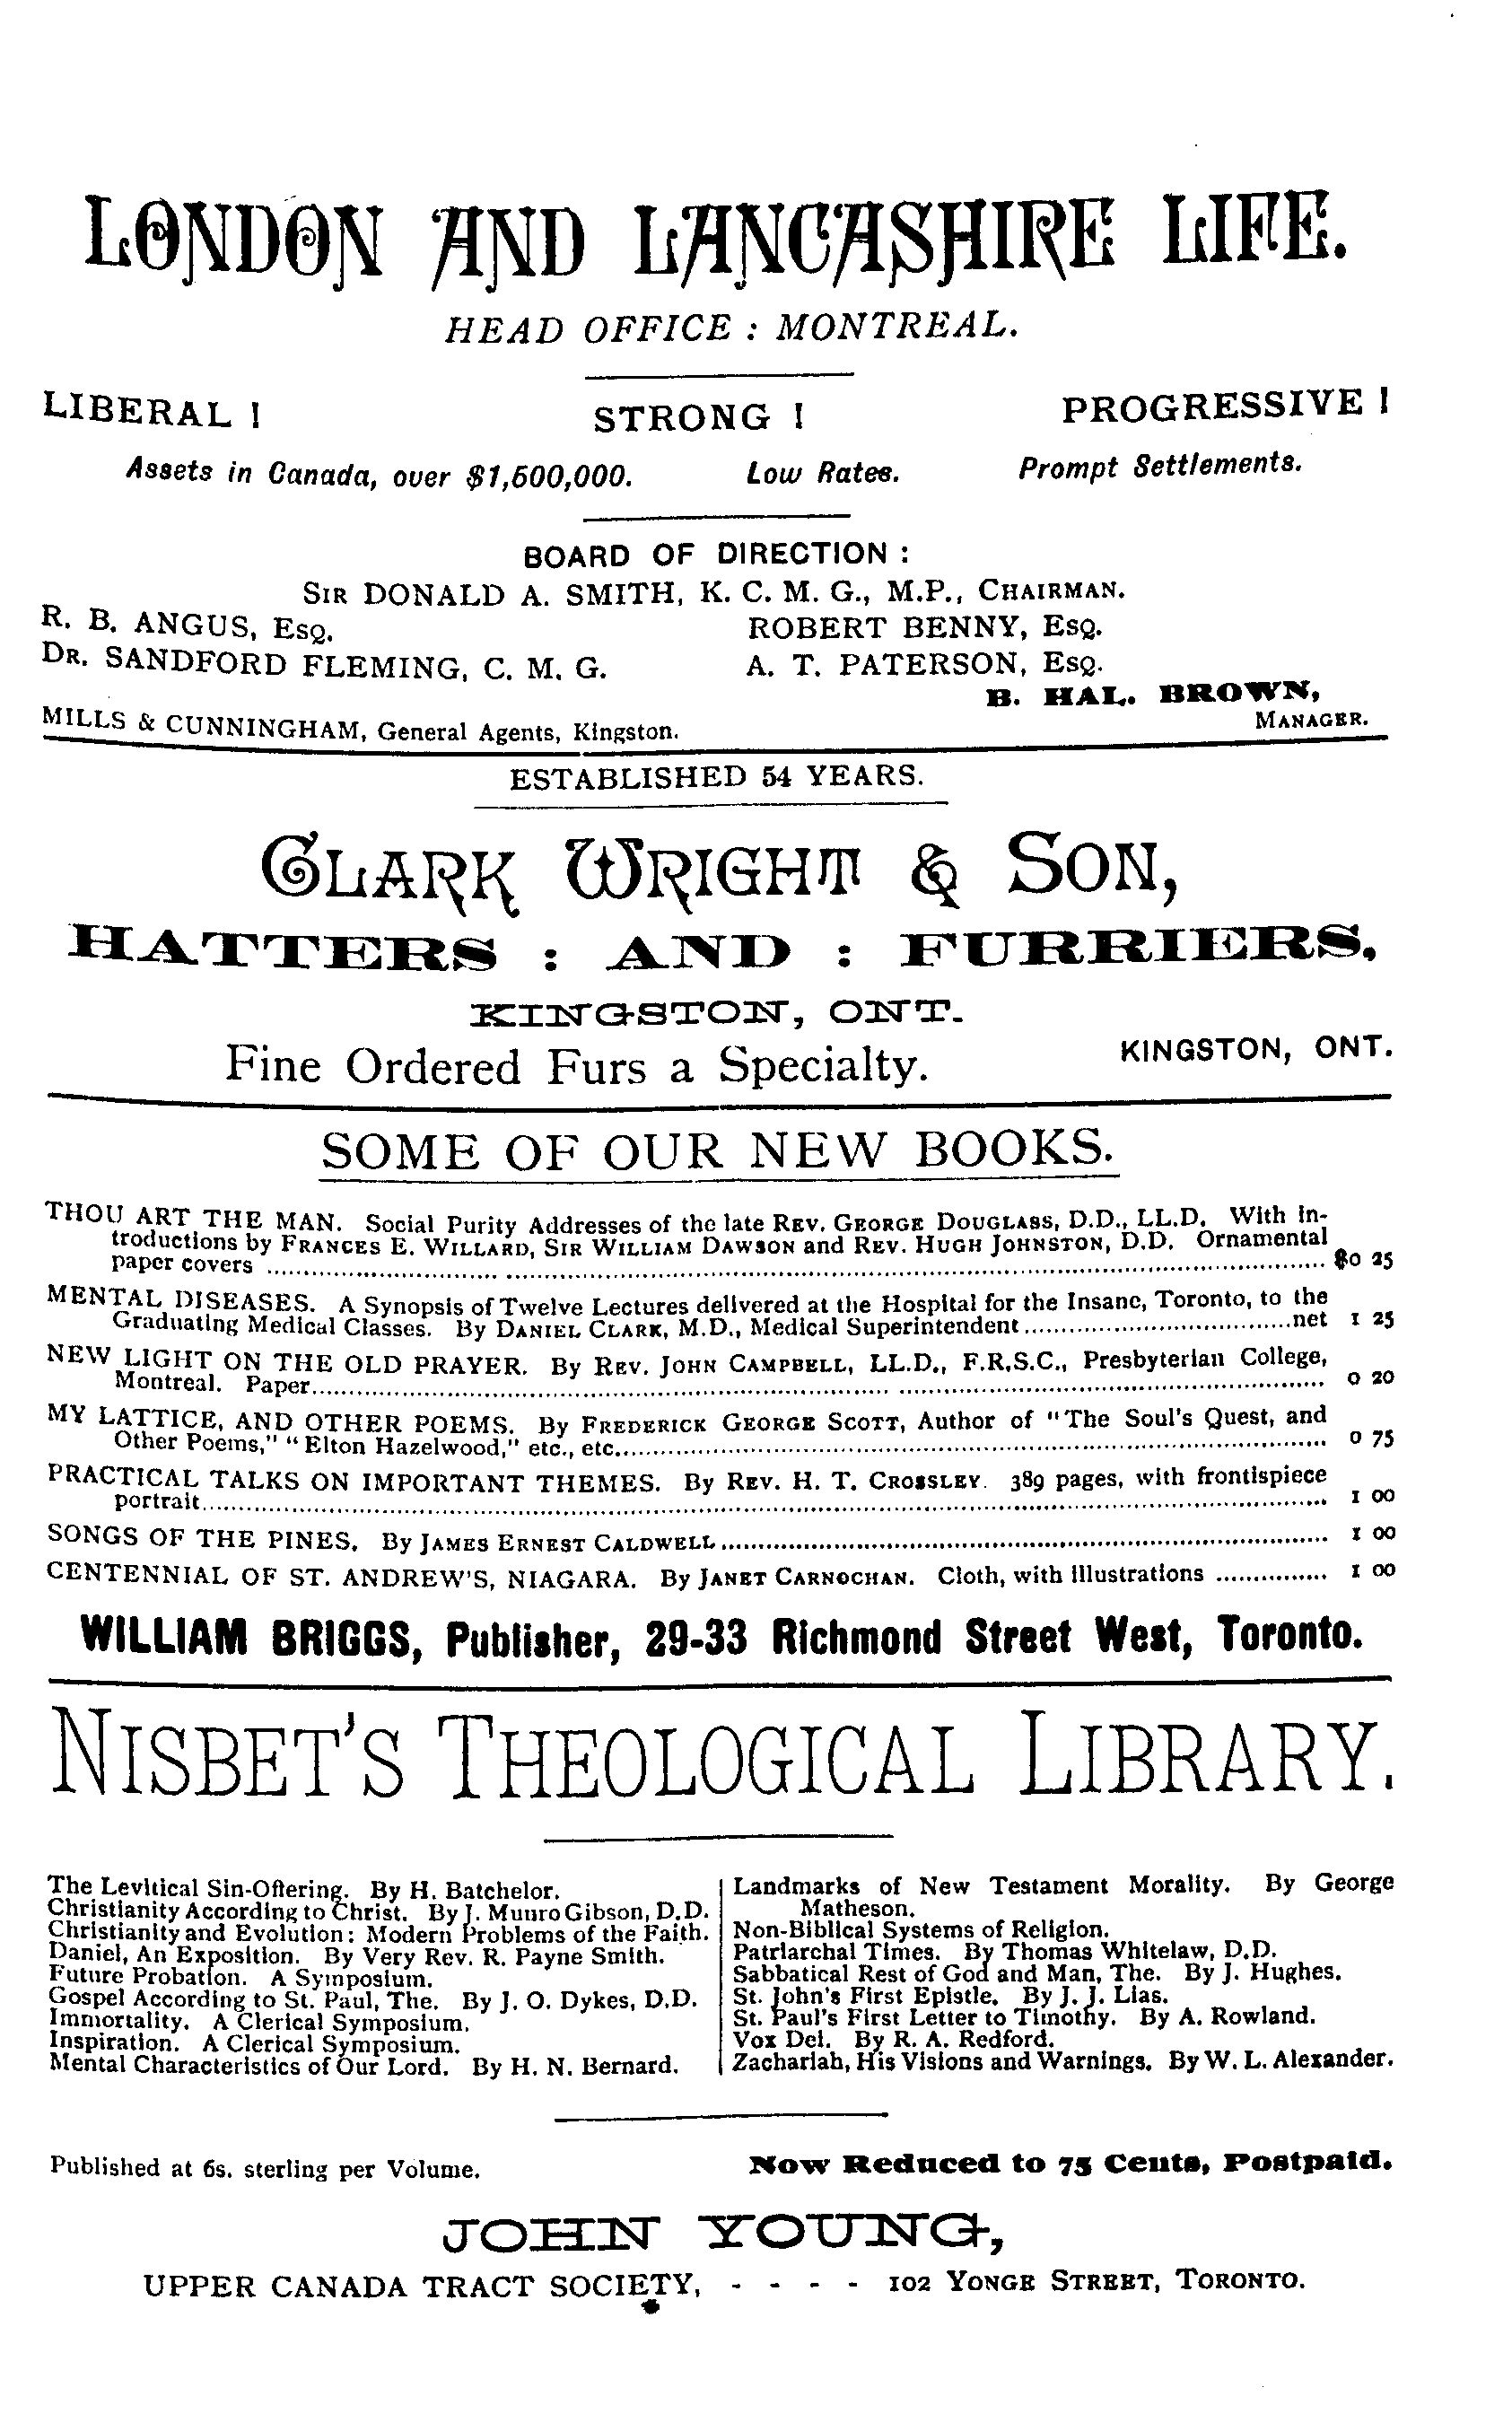 LONDON AND LANCASHIRE LIFE.
HEAD OFFICE : MONTREAL.
LIBERAL ! STRONG ! PROGRESSIVE !
Assets in Canada, over $1,600,000. Low Rates. Prompt Settlements.
BOARD OF DIRECTION :
SIR DONALD A. SMITH, K. C. M. G., M.P., CHAIRMAN.
R. B. ANGUS, ESQ. ROBERT BENNY, ESQ.
DR. SANDFORD FLEMING, C. M. G. A. T. PATERSON, ESQ.
B. HAL. BROWN,
MILLS & CUNNINGHAM, General Agents, Kingston. MANAGER.
ESTABLISHED 54 YEARS.
CLARK WRIGHT & SON,
HATTERS : AND : FURRIERS,
KINGSTON, ONT.
Fine Ordered Furs a Specialty. KINGSTON, ONT.
SOME OF OUR NEW BOOKS.
THOU ART THE MAN. Social Purity Addresses of the late REV. GEORGE DOUGLASS, D.D., LL.D. With In-
troductions by FRANCES E. WILLARD, SIR WILLIAM DAWSON and REV. HUGH JOHNSTON, D.D. Ornamental
paper covers ........ $0 25
MENTAL DISEASES. A Synopsis of Twelve Lectures delivered at the Hospital for the Insane, Toronto, to the
Graduating Medical Classes. By DANIEL CLARK, M.D., Medical Superintendent ........ net 1 25
NEW LIGHT ON THE OLD PRAYER. By REV. JOHN CAMPBELL, LL.D., F.R.S.C., Presbyterian College,
Montreal. Paper ........ 0 20
MY LATTICE, AND OTHER POEMS. By FREDERICK GEORGE SCOTT, Author of "The Soul's Quest, and
Other Poems," "Elton Hazelwood," etc., etc. ........ 0 75
PRACTICAL TALKS ON IMPORTANT THEMES. By REV. H. T. CROSSLEY. 389 pages, with frontispiece
portrait ........ 1 00
SONGS OF THE PINES. By JAMES ERNEST CALDWELL ........ 1 00
CENTENNIAL OF ST. ANDREW'S, NIAGARA. By JANET CARNOCHAN. Cloth, with illustrations ........ 1 00
WILLIAM BRIGGS, Publisher, 29-33 Richmond Street West, Toronto.
NISBET'S THEOLOGICAL LIBRARY.
The Levitical Sin-Offering. By H. Batchelor.
Christianity According to Christ. By J. Munro Gibson, D.D.
Christianity and Evolution: Modern Problems of the Faith.
Daniel, An Exposition. By Very Rev. R. Payne Smith.
Future Probation. A Symposium.
Gospel According to St. Paul, The. By J. O. Dykes, D.D.
Immortality. A Clerical Symposium.
Inspiration. A Clerical Symposium.
Mental Characteristics of Our Lord. By H. N. Bernard.
Landmarks of New Testament Morality. By George
Matheson.
Non-Biblical Systems of Religion.
Patriarchal Times. By Thomas Whitelaw, D.D.
Sabbatical Rest of God and Man, The. By J. Hughes.
St. John's First Epistle. By J. J. Lias.
St. Paul's First Letter to Timothy. By A. Rowland.
Vox Dei. By R. A. Redford.
Zachariah, His Visions and Warnings. By W. L. Alexander.
Published at 6s. sterling per Volume. Now Reduced to 75 Cents, Postpaid.
JOHN YOUNG,
UPPER CANADA TRACT SOCIETY, - - - - 102 YONGE STREET, TORONTO.